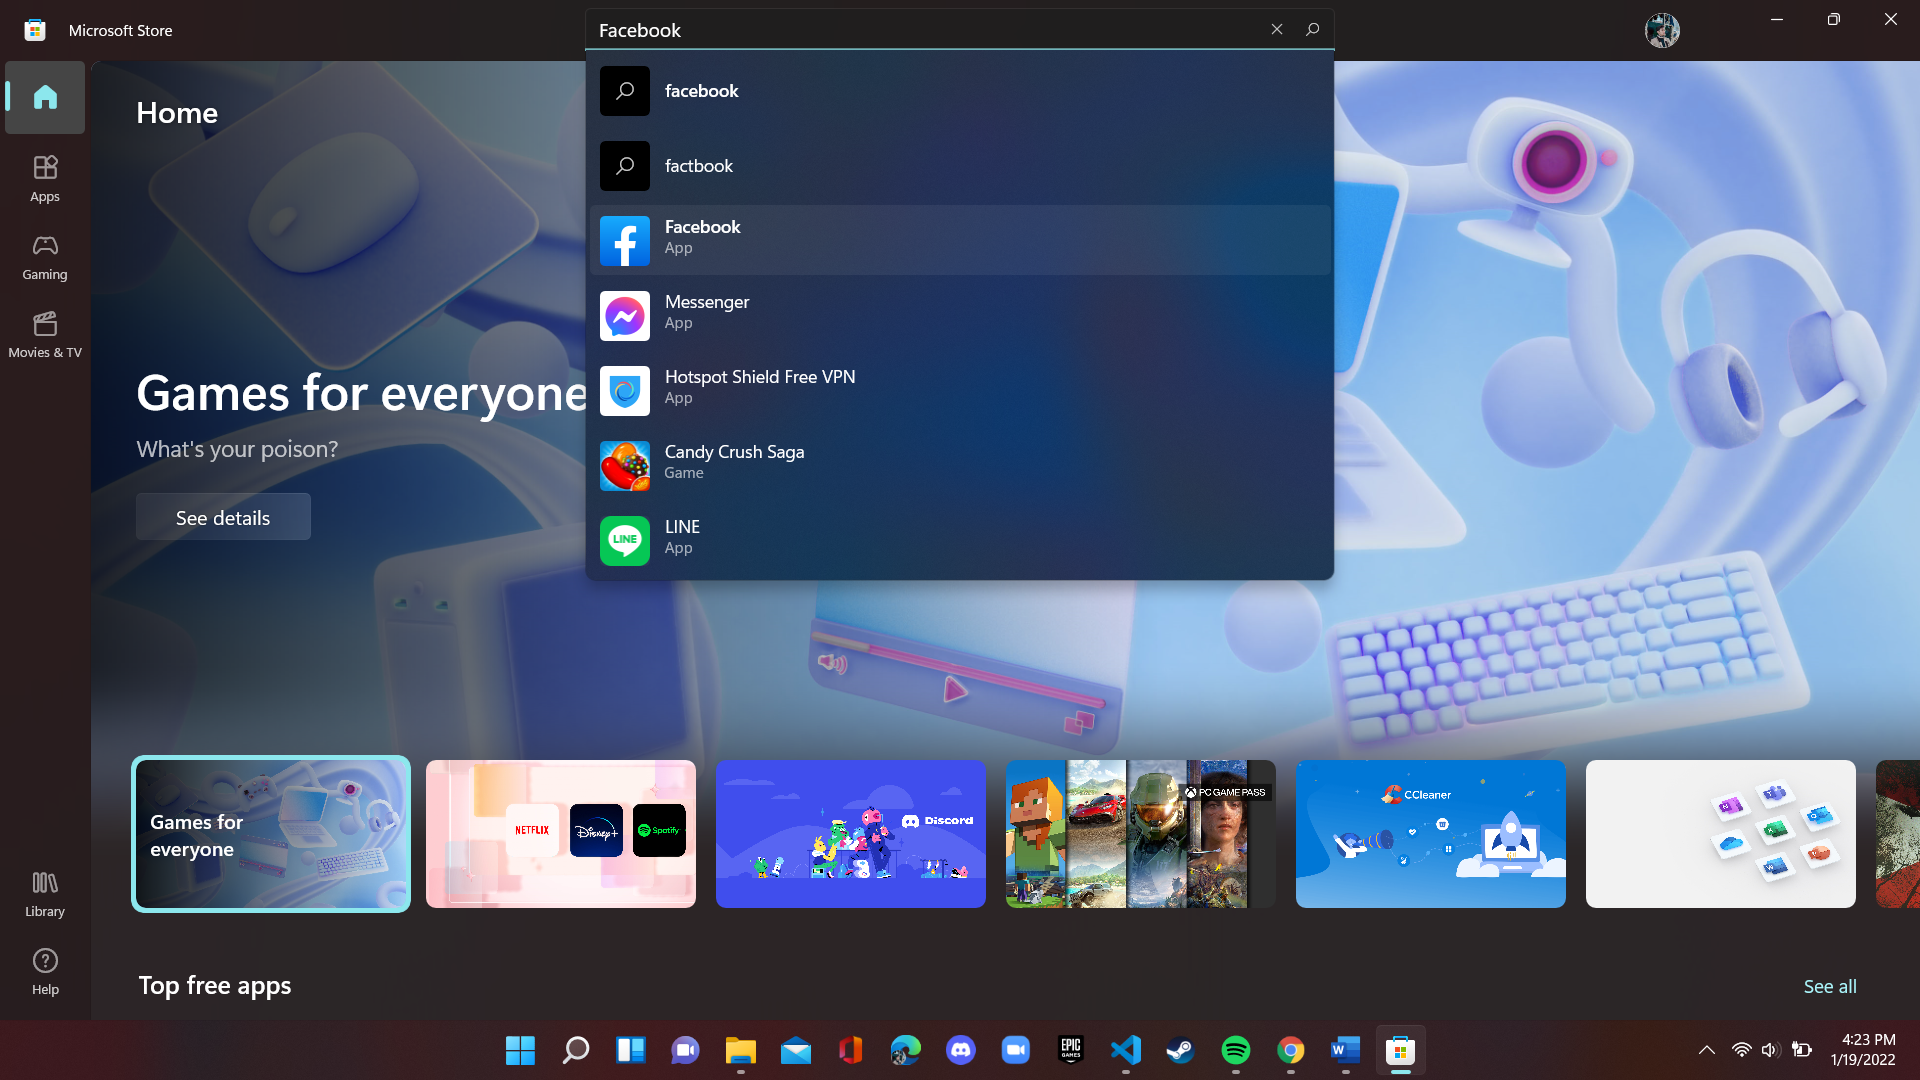 Microsoft Store
Facebook
facebook
factbook
Facebook
App
Messenger
App
Hotspot Shield Free VPN
App
Candy Crush Saga
Game
LINE
LINE
App
Home
Apps
Gaming
Movies & TV
Games for everyone
What's your poison?
See details
Games for
everyone
NETFLIX
Disney+
Spotify
Discord
PC GAME PASS
CCleaner
Library
Help
Top free apps
See all
EPIC
GAMES
4:23 PM
1/19/2022